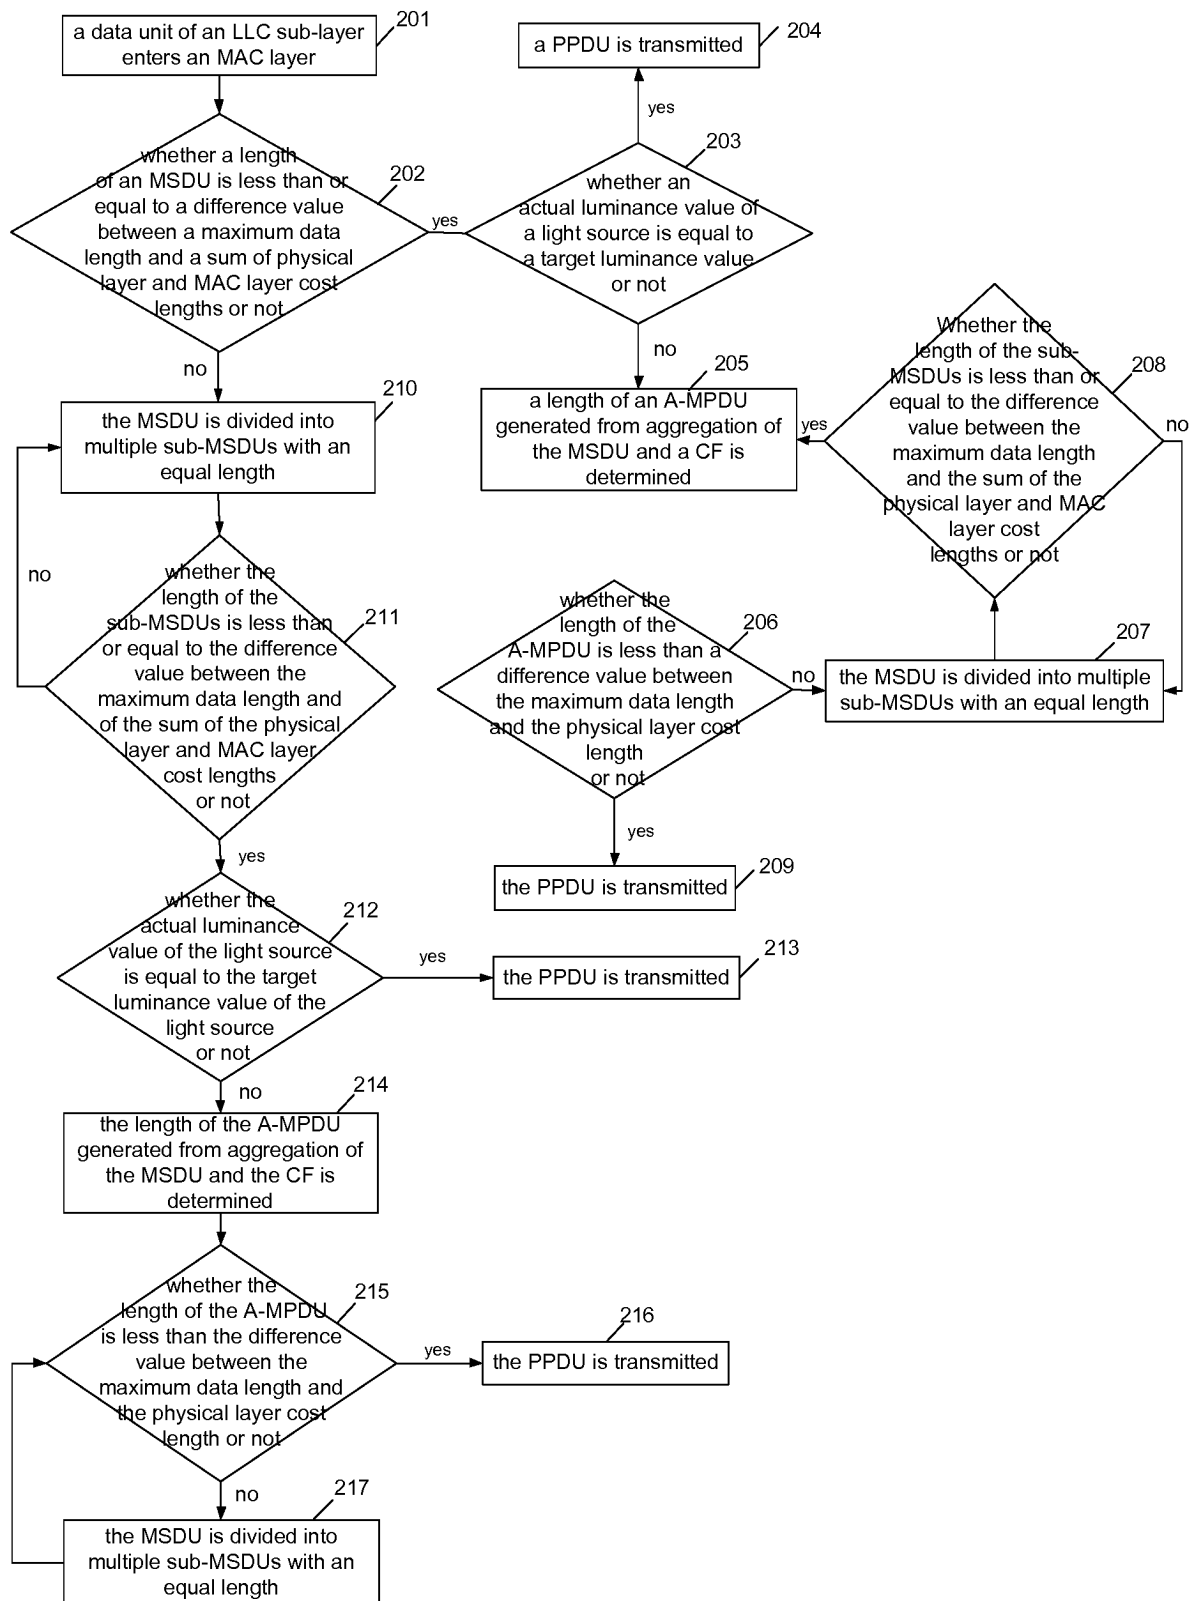 a data unit of an LLC sub-layer
enters an MAC layer
201
whether a length
of an MSDU is less than or
equal to a difference value
between a maximum data
length and a sum of physical
layer and MAC layer cost
lengths or not
202
yes
no
a PPDU is transmitted
204
yes
whether an
actual luminance value of
a light source is equal to
a target luminance value
or not
203
no
a length of an A-MPDU
generated from aggregation of
the MSDU and a CF is
determined
205
yes
Whether the
length of the sub-
MSDUs is less than or
equal to the difference
value between the
maximum data length
and the sum of the
physical layer and MAC
layer cost
lengths or not
208
no
the MSDU is divided into
multiple sub-MSDUs with an
equal length
210
no
whether the
length of the
sub-MSDUs is less than
or equal to the difference
value between the
maximum data length and
of the sum of the physical
layer and MAC layer
cost lengths
or not
211
yes
whether the
length of the
A-MPDU is less than a
difference value between
the maximum data length
and the physical layer cost
length
or not
206
no
yes
the MSDU is divided into multiple
sub-MSDUs with an equal length
207
the PPDU is transmitted
209
whether the
actual luminance
value of the light source
is equal to the target
luminance value of the
light source
or not
212
yes
no
the PPDU is transmitted
213
the length of the A-MPDU
generated from aggregation of
the MSDU and the CF is
determined
214
whether the
length of the A-MPDU
is less than the difference
value between the
maximum data length and
the physical layer cost
length or not
215
yes
no
the PPDU is transmitted
216
the MSDU is divided into
multiple sub-MSDUs with an
equal length
217